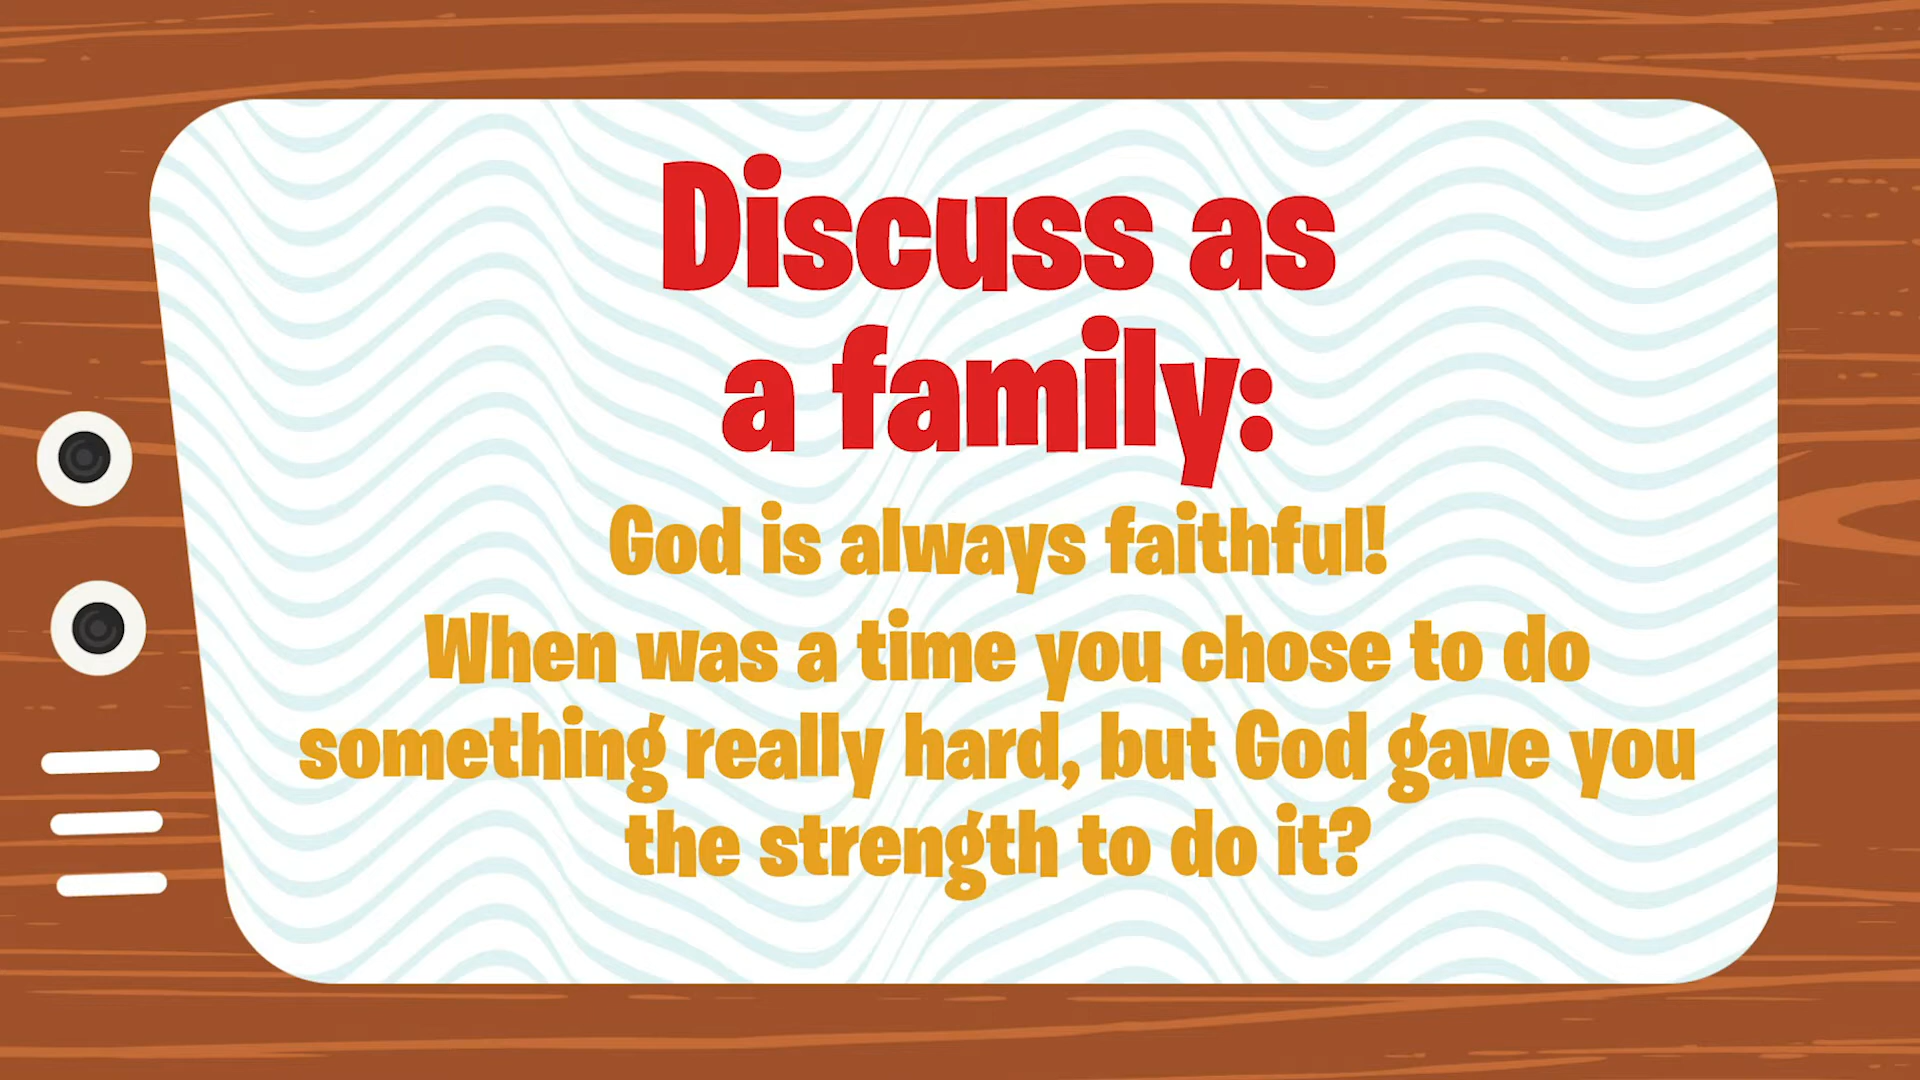 Discuss as
a family:
God is always faithful!
When was a time you chose to do
something really hard, but God gave you
the strength to do it?